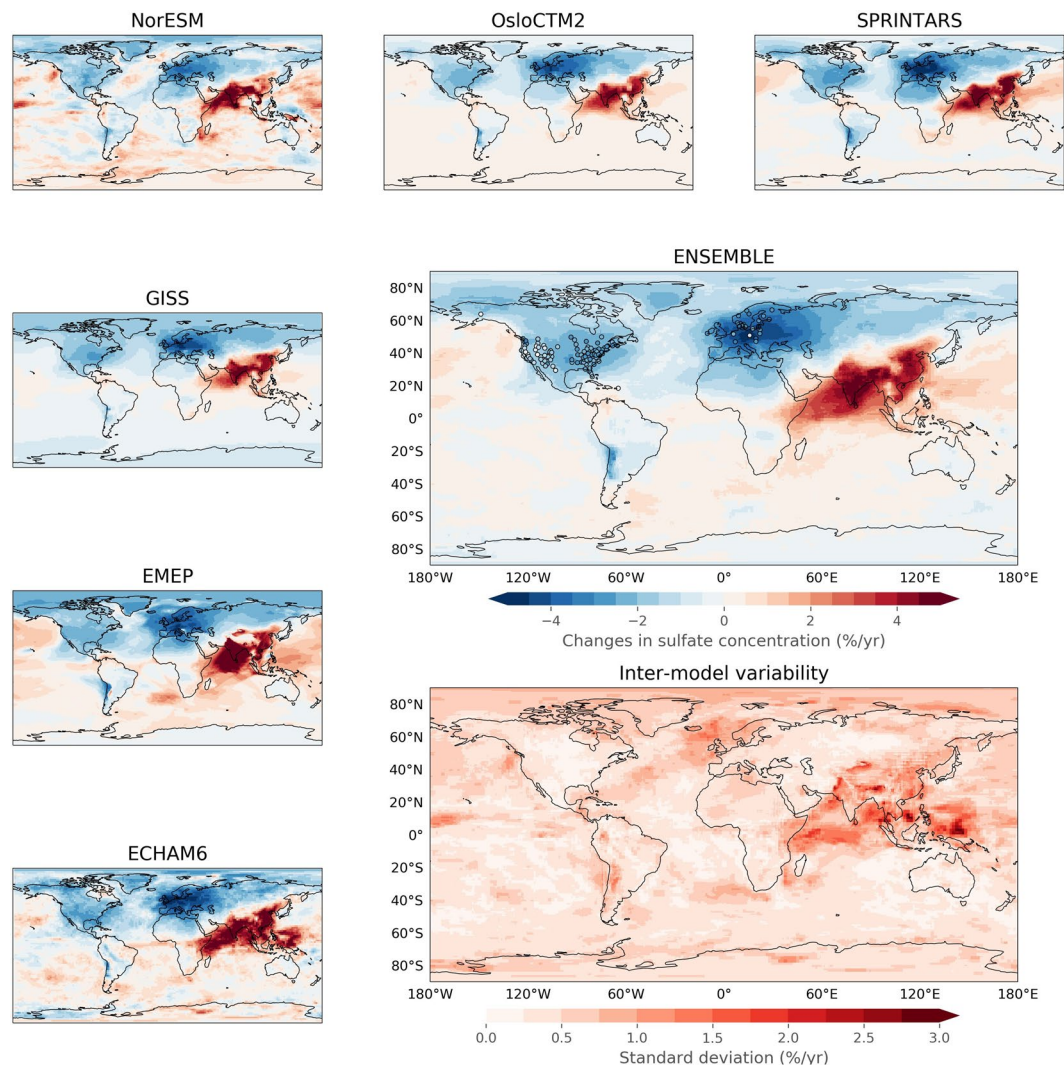 NorESM
OsloCTM2
SPRINTARS
GISS
ENSEMBLE
80°N
60°N
40°N
20°N
0°
20°S
40°S
60°S
80°S
180°W 120°W 60°W 0° 60°E 120°E 180°E
−4 −2 0 2 4
Changes in sulfate concentration (%/yr)
EMEP
Inter-model variability
80°N
60°N
40°N
20°N
0°
20°S
40°S
60°S
80°S
180°W 120°W 60°W 0° 60°E 120°E 180°E
0.0 0.5 1.0 1.5 2.0 2.5 3.0
Standard deviation (%/yr)
ECHAM6